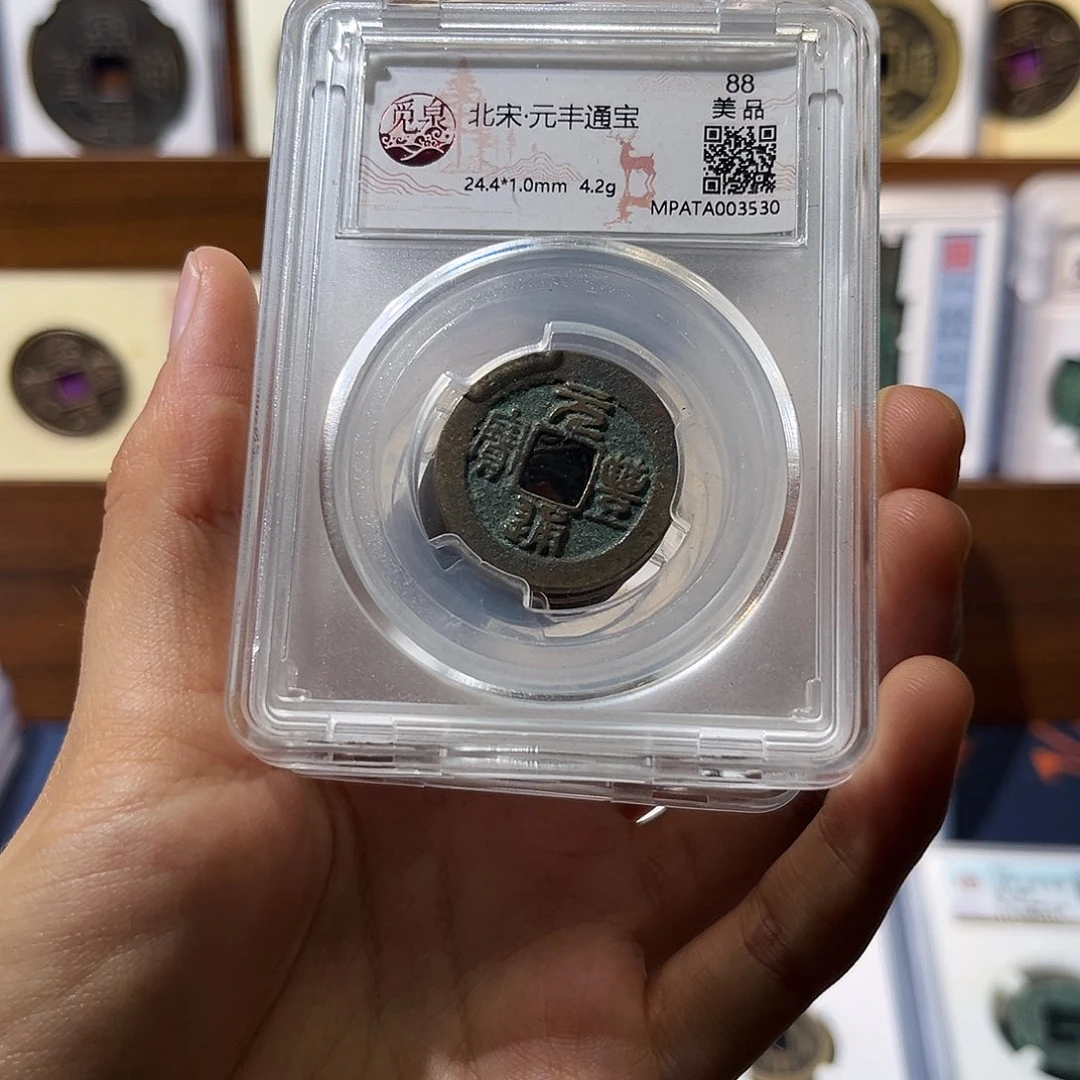 觅泉
北宋·元丰通宝
24.4*1.0mm 4.2g
88
美品
MPATA003530
元豐通寳